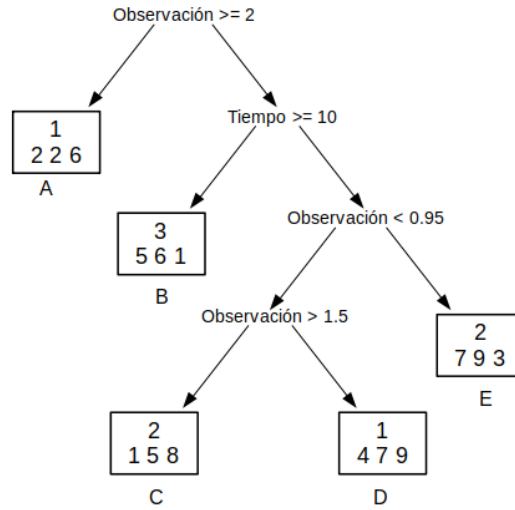 Observación >= 2
1
2 2 6
A
Tiempo >= 10
3
5 6 1
B
Observación < 0.95
Observación > 1.5
2
7 9 3
E
2
1 5 8
C
1
4 7 9
D